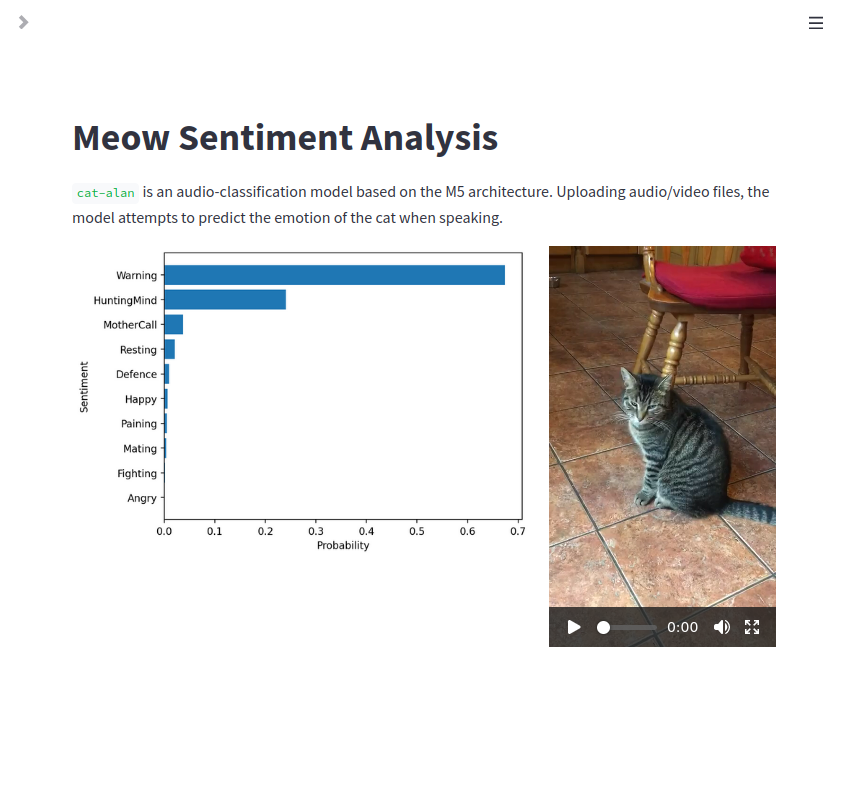 Meow Sentiment Analysis
cat-alan is an audio-classification model based on the M5 architecture. Uploading audio/video files, the
model attempts to predict the emotion of the cat when speaking.
Sentiment
Warning
HuntingMind
MotherCall
Resting
Defence
Happy
Paining
Mating
Fighting
Angry
0.0 0.1 0.2 0.3 0.4 0.5 0.6 0.7
Probability
0:00